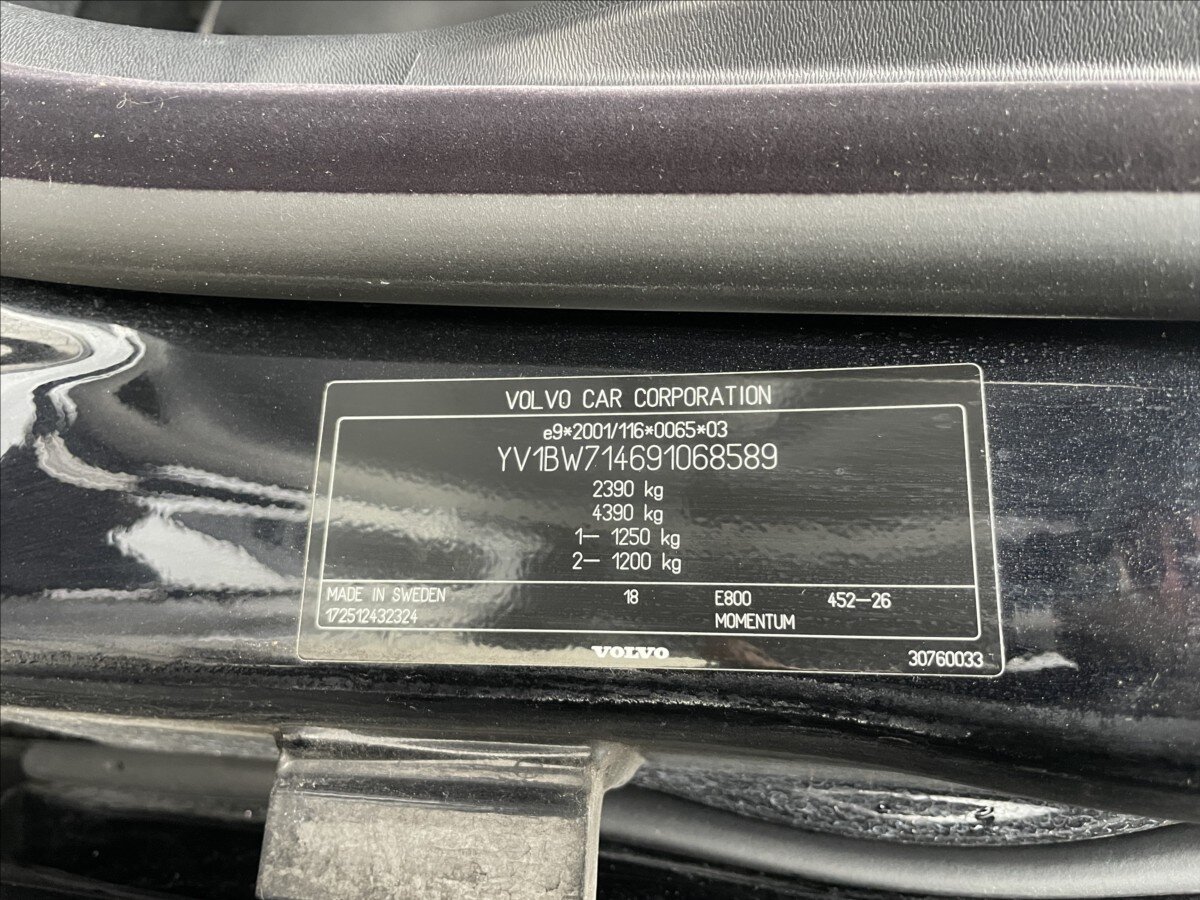 VOLVO CAR CORPORATION
e9*2001/116*0065*03
YV1BW714691068589
2390 kg
4390 kg
1– 1250 kg
2– 1200 kg
MADE IN SWEDEN 18 E800 452–26
172512432324 MOMENTUM
VOLVO
30760033